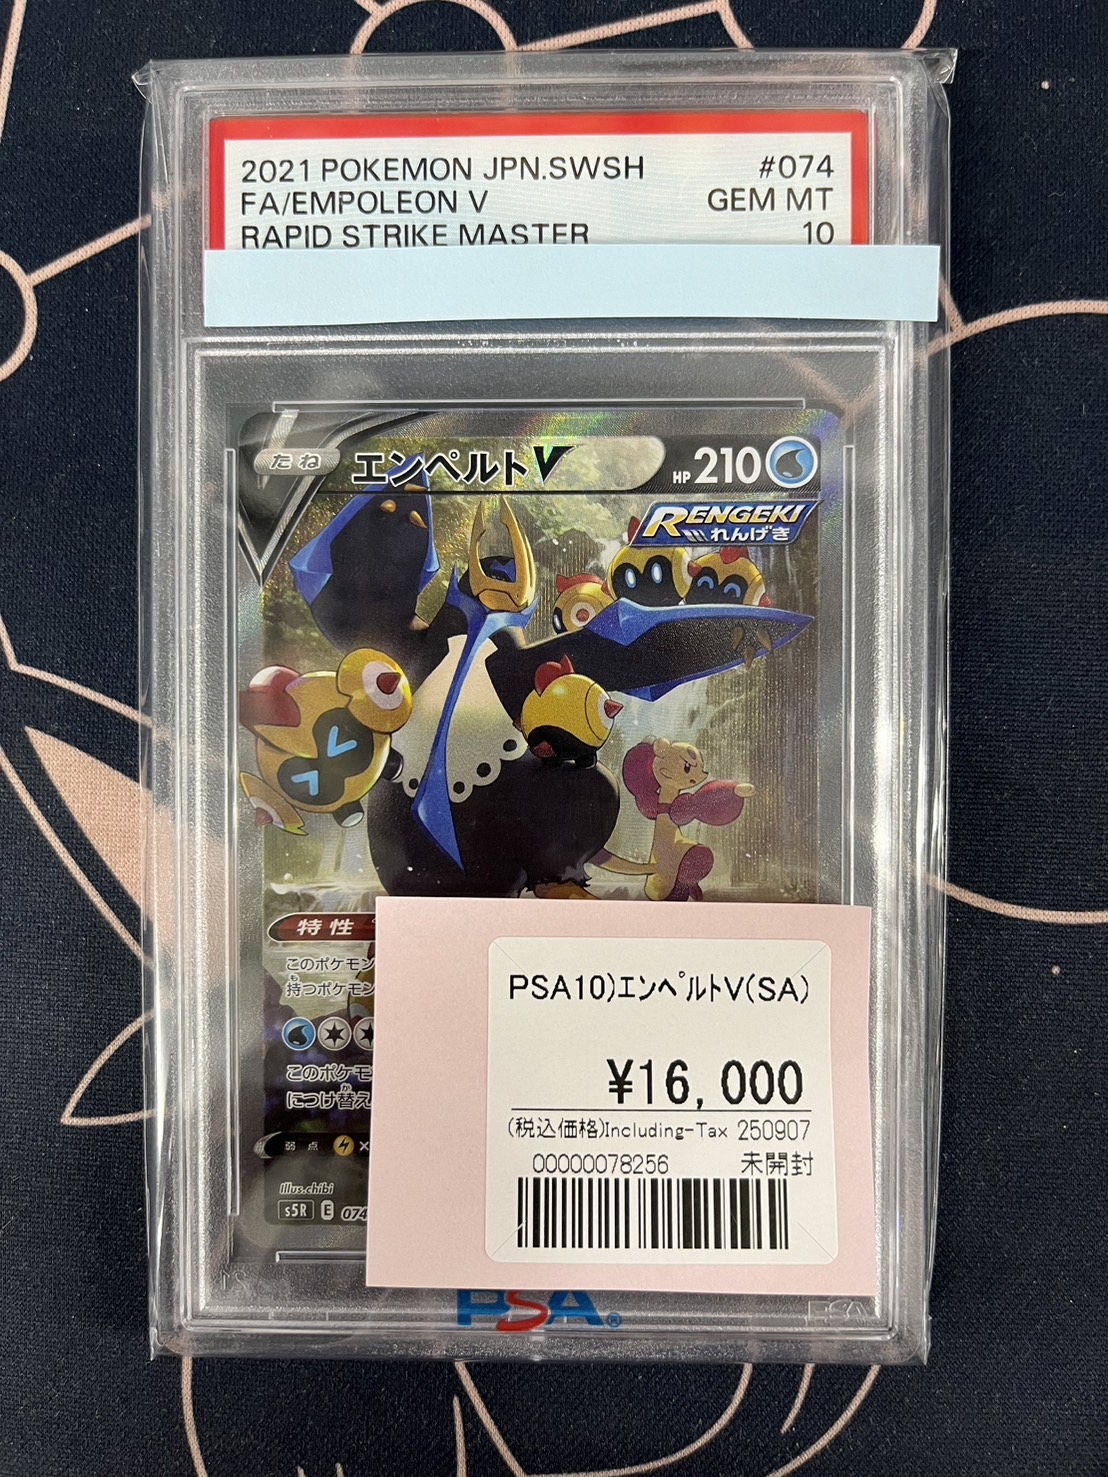 2021 POKEMON JPN.SWSH #074
FA/EMPOLEON V GEM MT
RAPID STRIKE MASTER 10
たね エンペルトV HP 210
RENGEKI
れんげき
特性
このポケモン
持つポケモン
このポケモ
につけ替え
弱点 ×
Illus.chibi
s5R E 074
PSA10)ｴﾝﾍﾟﾙﾄV(SA)
¥16,000
(税込価格)Including-Tax 250907
00000078256 未開封
PSA®
PSA